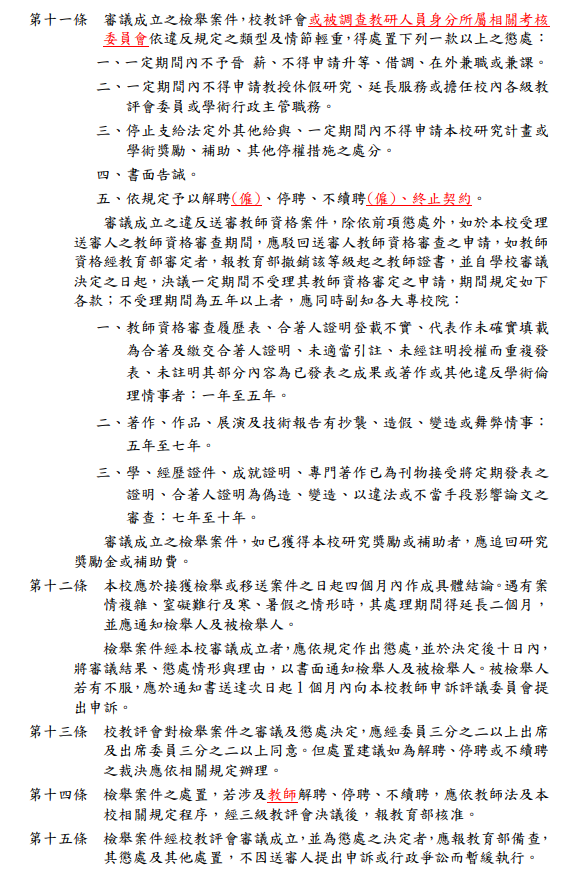 第十一條　審議成立之檢舉案件，校教評會或被調查教研人員身分所屬相關考核
委員會依違反規定之類型及情節輕重，得處置下列一款以上之懲處：
一、一定期間內不予晉 薪、不得申請升等、借調、在外兼職或兼課。
二、一定期間內不得申請教授休假研究、延長服務或擔任校內各級教
評會委員或學術行政主管職務。
三、停止支給法定外其他給與、一定期間內不得申請本校研究計畫或
學術獎勵、補助、其他停權措施之處分。
四、書面告誡。
五、依規定予以解聘(僱)、停聘、不續聘(僱)、終止契約。
審議成立之違反送審教師資格案件，除依前項懲處外，如於本校受理
送審人之教師資格審查期間，應駁回送審人教師資格審查之申請，如教師
資格經教育部審定者，報教育部撤銷該等級起之教師證書，並自學校審議
決定之日起，決議一定期間不受理其教師資格審定之申請，期間規定如下
各款；不受理期間為五年以上者，應同時副知各大專校院：
一、教師資格審查履歷表、合著人證明登載不實、代表作未確實填載
為合著及繳交合著人證明、未適當引註、未經註明授權而重複發
表、未註明其部分內容為已發表之成果或著作或其他違反學術倫
理情事者：一年至五年。
二、著作、作品、展演及技術報告有抄襲、造假、變造或舞弊情事：
五年至七年。
三、學、經歷證件、成就證明、專門著作已為刊物接受將定期發表之
證明、合著人證明為偽造、變造、以違法或不當手段影響論文之
審查：七年至十年。
審議成立之檢舉案件，如已獲得本校研究獎勵或補助者，應追回研究
獎勵金或補助費。
第十二條　本校應於接獲檢舉或移送案件之日起四個月內作成具體結論。遇有案
情複雜、窒礙難行及寒、暑假之情形時，其處理期間得延長二個月，
並應通知檢舉人及被檢舉人。
檢舉案件經本校審議成立者，應依規定作出懲處，並於決定後十日內，
將審議結果、懲處情形與理由，以書面通知檢舉人及被檢舉人。被檢舉人
若有不服，應於通知書送達次日起1個月內向本校教師申訴評議委員會提
出申訴。
第十三條　校教評會對檢舉案件之審議及懲處決定，應經委員三分之二以上出席
及出席委員三分之二以上同意。但處置建議如為解聘、停聘或不續聘
之裁決應依相關規定辦理。
第十四條　檢舉案件之處置，若涉及教師解聘、停聘、不續聘，應依教師法及本
校相關規定程序，經三級教評會決議後，報教育部核准。
第十五條　檢舉案件經校教評會審議成立，並為懲處之決定者，應報教育部備查，
其懲處及其他處置，不因送審人提出申訴或行政爭訟而暫緩執行。